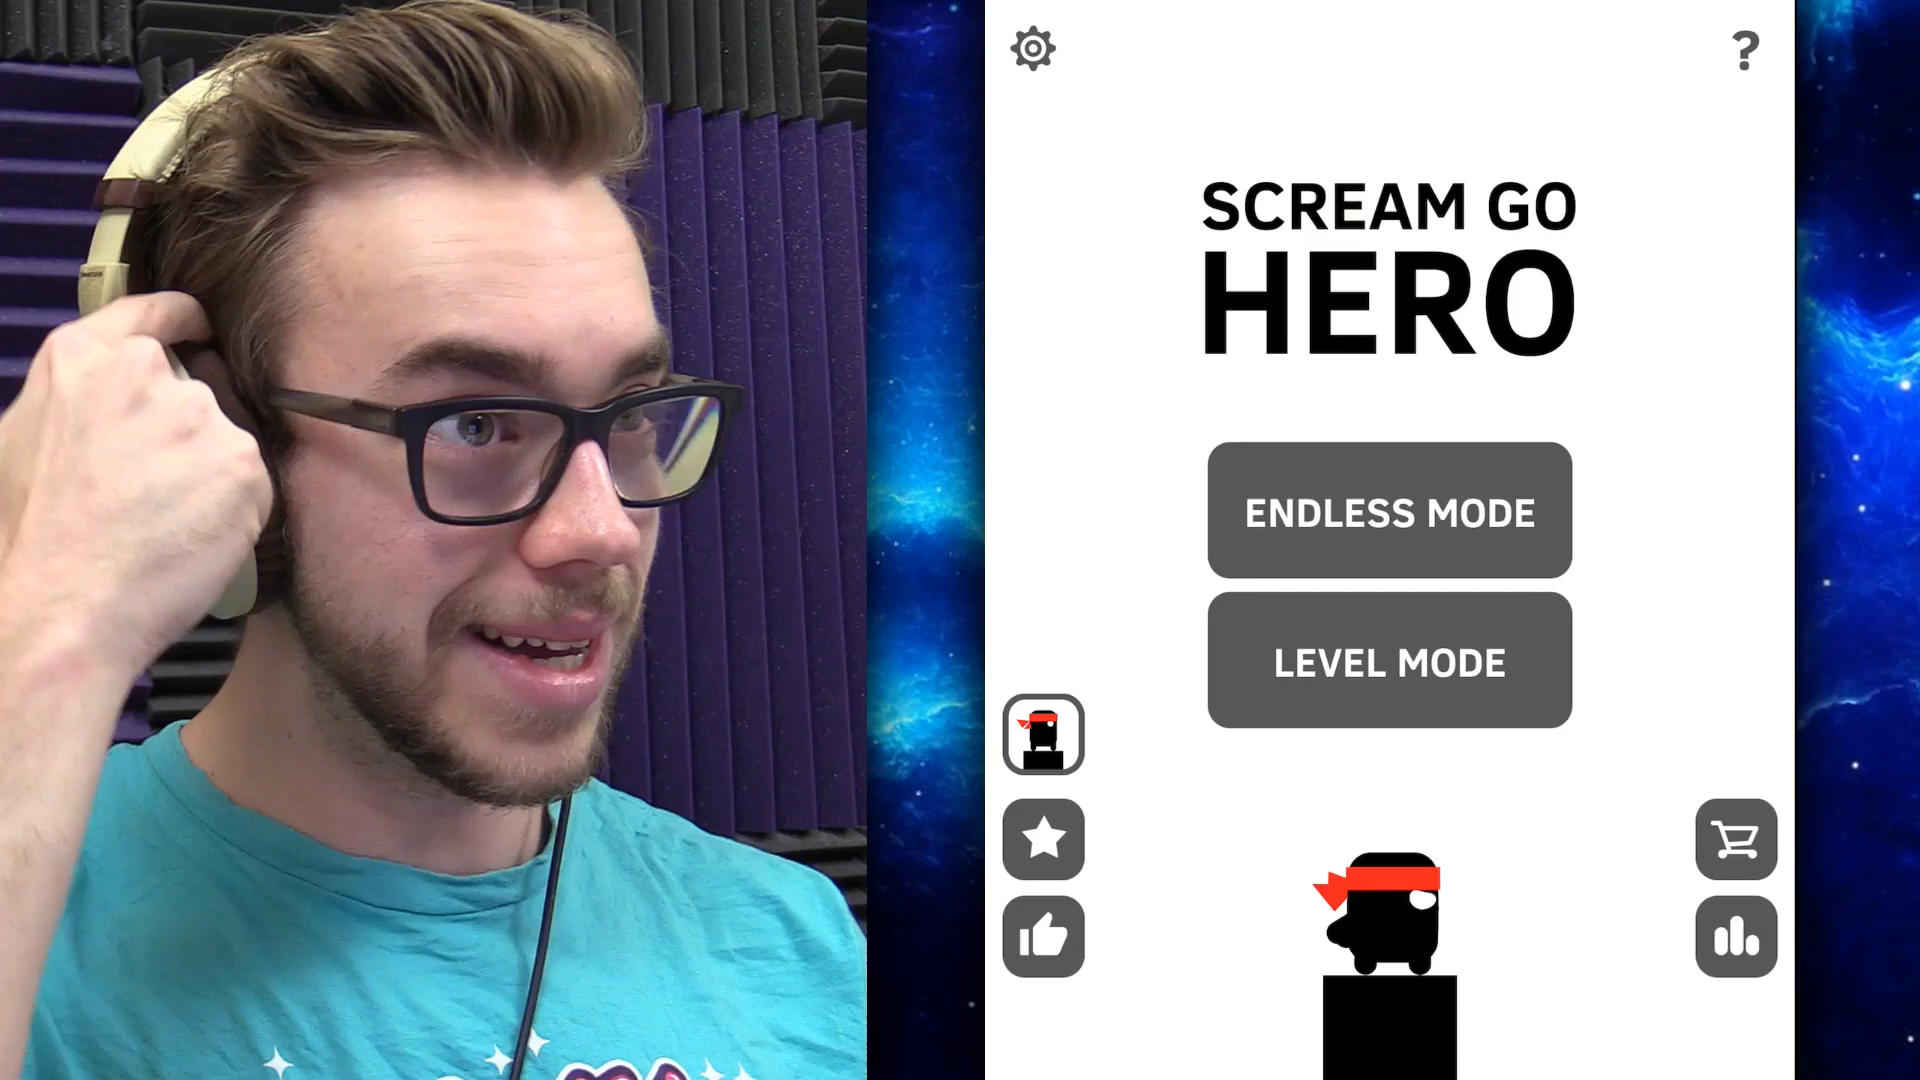 ?
SCREAM GO
HERO
ENDLESS MODE
LEVEL MODE